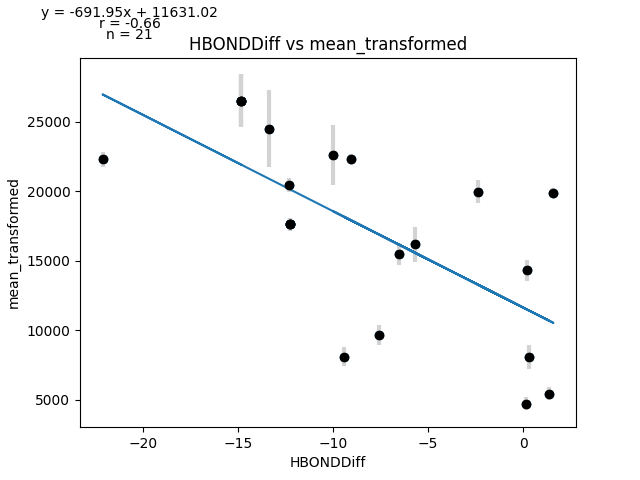 y = -691.95x + 11631.02
r = -0.66
n = 21
HBONDDiff vs mean_transformed
mean_transformed
25000
20000
15000
10000
5000
−20
−15
−10
−5
0
HBONDDiff